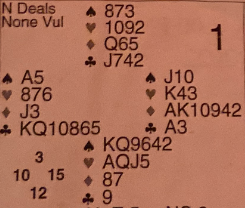 N Deals
None Vul
♠ 873
♥ 1092
♦ Q65
♣ J742
1
♠ A5
♥ 876
♦ J3
♣ KQ10865
♠ J10
♥ K43
♦ AK10942
♣ A3
♠ KQ9642
♥ AQJ5
♦ 87
♣ 9
3
10 15
12